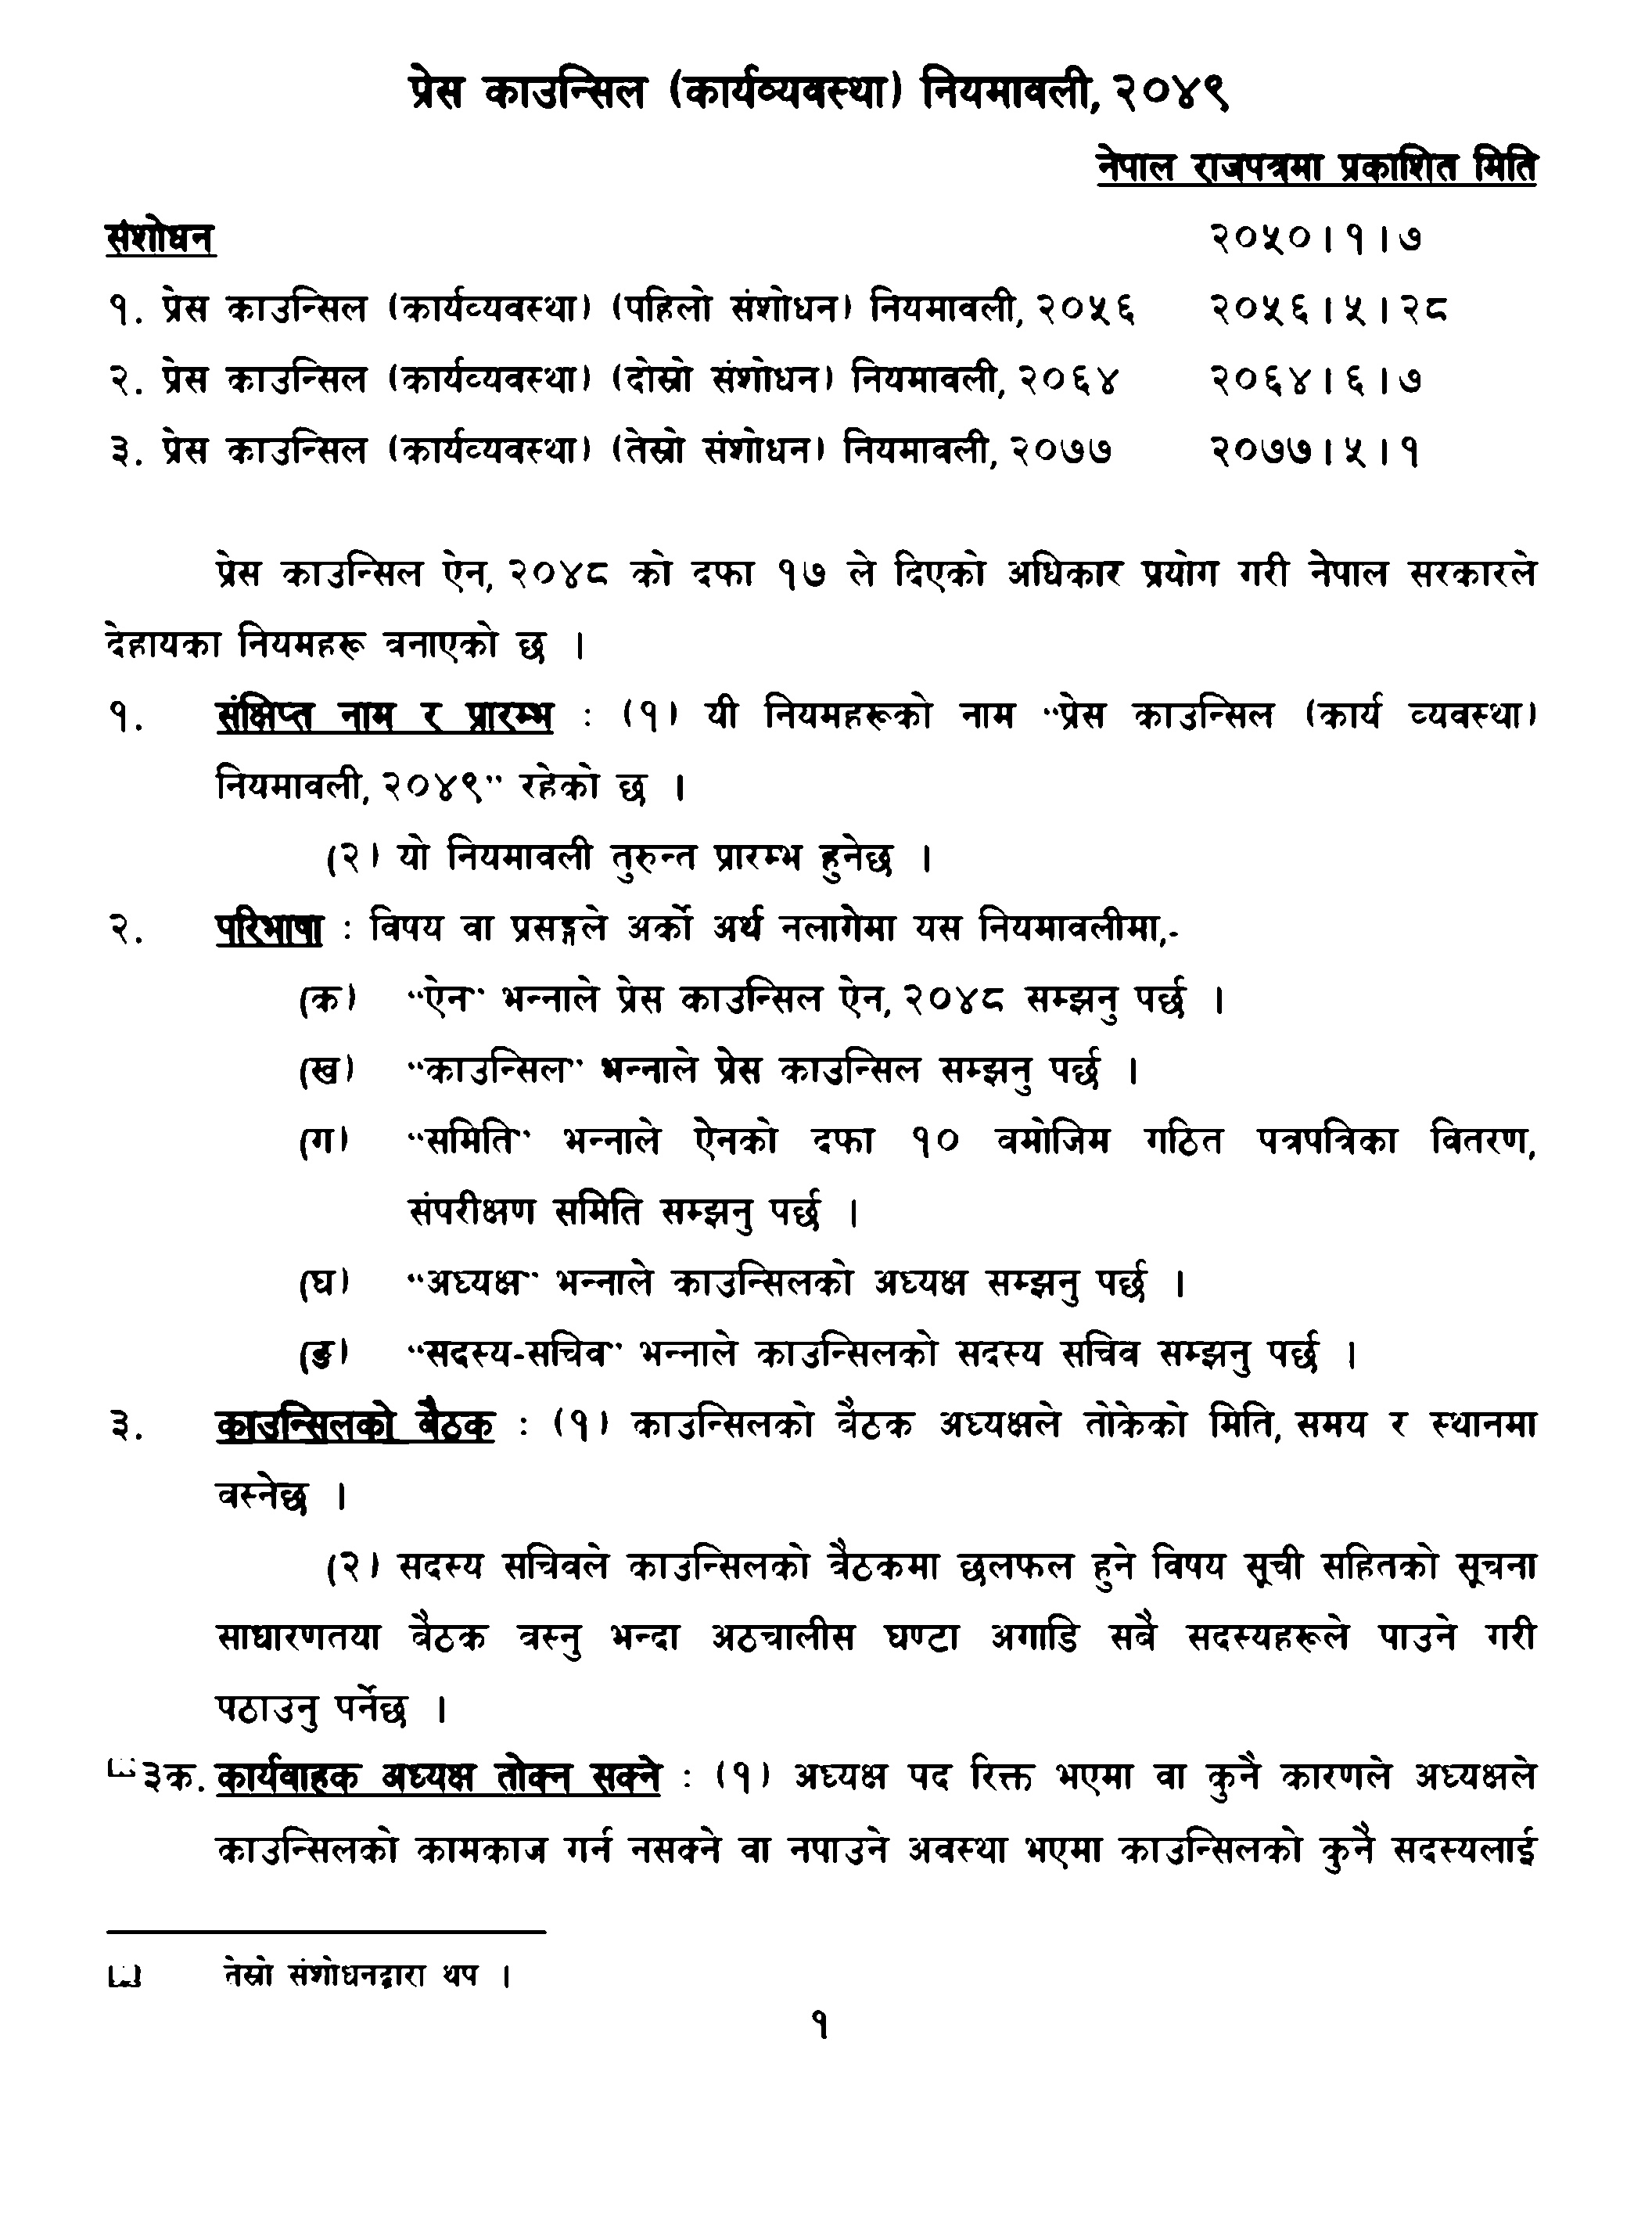 प्रेस काउन्सिल (कार्यव्यवस्था) नियमावली, २०४९
नेपाल राजपत्रमा प्रकाशित मिति
संशोधन २०५०।१।७
१. प्रेस काउन्सिल (कार्यव्यवस्था) (पहिलो संशोधन) नियमावली, २०५६ २०५६।५।२८
२. प्रेस काउन्सिल (कार्यव्यवस्था) (दोस्रो संशोधन) नियमावली, २०६४ २०६४।६।७
३. प्रेस काउन्सिल (कार्यव्यवस्था) (तेस्रो संशोधन) नियमावली, २०७७ २०७७।५।१
प्रेस काउन्सिल ऐन, २०४८ को दफा १७ ले दिएको अधिकार प्रयोग गरी नेपाल सरकारले
देहायका नियमहरू बनाएको छ ।
१. संक्षिप्त नाम र प्रारम्भ : (१) यी नियमहरूको नाम "प्रेस काउन्सिल (कार्य व्यवस्था)
नियमावली, २०४९" रहेको छ ।
(२) यो नियमावली तुरुन्त प्रारम्भ हुनेछ ।
२. परिभाषा : विषय वा प्रसङ्गले अर्को अर्थ नलागेमा यस नियमावलीमा,-
(क) "ऐन" भन्नाले प्रेस काउन्सिल ऐन, २०४८ सम्झनु पर्छ ।
(ख) "काउन्सिल" भन्नाले प्रेस काउन्सिल सम्झनु पर्छ ।
(ग) "समिति" भन्नाले ऐनको दफा १० बमोजिम गठित पत्रपत्रिका वितरण,
संपरीक्षण समिति सम्झनु पर्छ ।
(घ) "अध्यक्ष" भन्नाले काउन्सिलको अध्यक्ष सम्झनु पर्छ ।
(ङ) "सदस्य-सचिव" भन्नाले काउन्सिलको सदस्य सचिव सम्झनु पर्छ ।
३. काउन्सिलको बैठक : (१) काउन्सिलको बैठक अध्यक्षले तोकेको मिति, समय र स्थानमा
बस्नेछ ।
(२) सदस्य सचिवले काउन्सिलको बैठकमा छलफल हुने विषय सूची सहितको सूचना
साधारणतया बैठक बस्नु भन्दा अठचालीस घण्टा अगाडि सबै सदस्यहरूले पाउने गरी
पठाउनु पर्नेछ ।
३क. कार्यवाहक अध्यक्ष तोक्न सक्ने : (१) अध्यक्ष पद रिक्त भएमा वा कुनै कारणले अध्यक्षले
काउन्सिलको कामकाज गर्न नसक्ने वा नपाउने अवस्था भएमा काउन्सिलको कुनै सदस्यलाई
तेस्रो संशोधनद्वारा थप ।
१